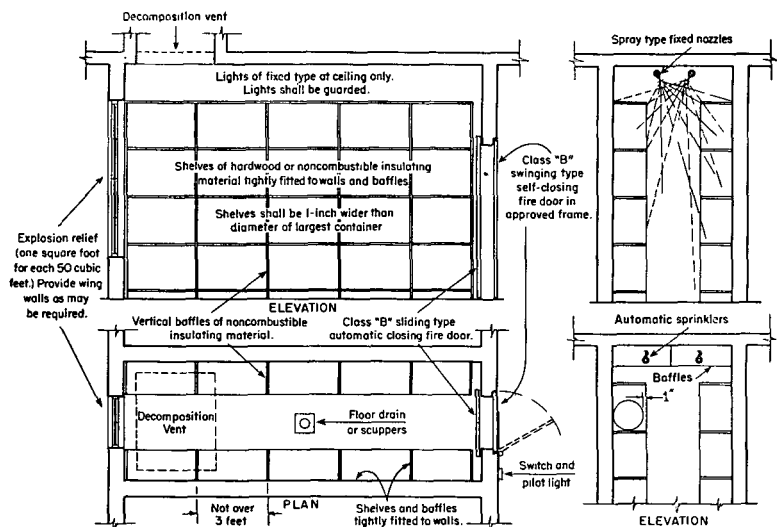 Decomposition vent
Lights of fixed type at ceiling only.
Lights shall be guarded.
Shelves of hardwood or noncombustible insulating
material tightly fitted to walls and baffles
Shelves shall be 1-inch wider than
diameter of largest container
Explosion relief
(one square foot
for each 50 cubic
feet.) Provide wing
walls as may
be required.
Class "B"
swinging type
self-closing
fire door in
approved frame.
ELEVATION
Vertical baffles of noncombustible
insulating material.
Class "B" sliding type
automatic closing fire door.
Decomposition
Vent
Floor drain
or scuppers
Switch and
pilot light
Not over
3 feet
PLAN
Shelves and baffles
tightly fitted to walls.
Spray type fixed nozzles
Automatic sprinklers
Baffles
1"
ELEVATION